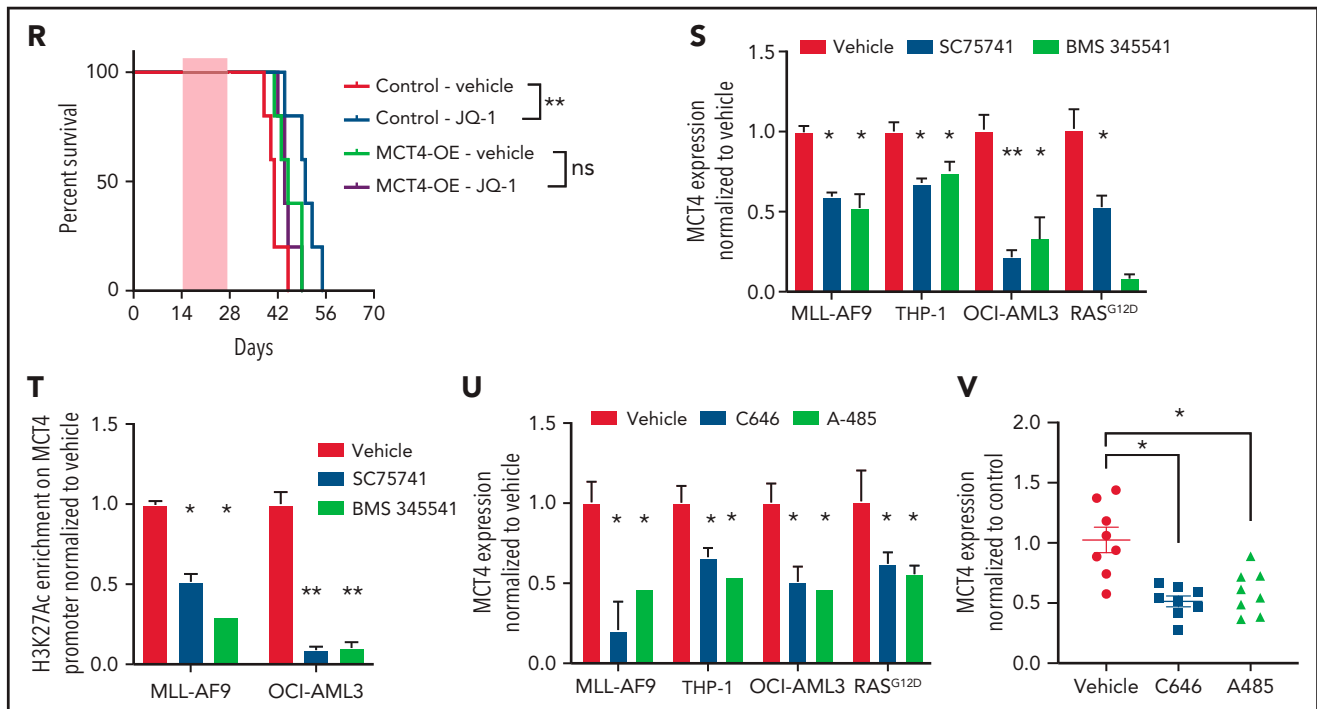 R
Percent survival
100
50
0
0 14 28 42 56 70
Days
Control - vehicle
Control - JQ-1
**
MCT4-OE - vehicle
MCT4-OE - JQ-1
ns
S
MCT4 expression
normalized to vehicle
Vehicle SC75741 BMS 345541
1.5
1.0
0.5
0.0
* * * * ** * *
MLL-AF9 THP-1 OCI-AML3 RAS^G12D
T
H3K27Ac enrichment on MCT4
promoter normalized to vehicle
1.5
1.0
0.5
0.0
Vehicle
SC75741
BMS 345541
* * ** **
MLL-AF9 OCI-AML3
U
MCT4 expression
normalized to vehicle
Vehicle C646 A-485
1.5
1.0
0.5
0.0
* * * * * * * *
MLL-AF9 THP-1 OCI-AML3 RAS^G12D
V
MCT4 expression
normalized to control
2.0
1.5
1.0
0.5
0.0
*
*
Vehicle C646 A485